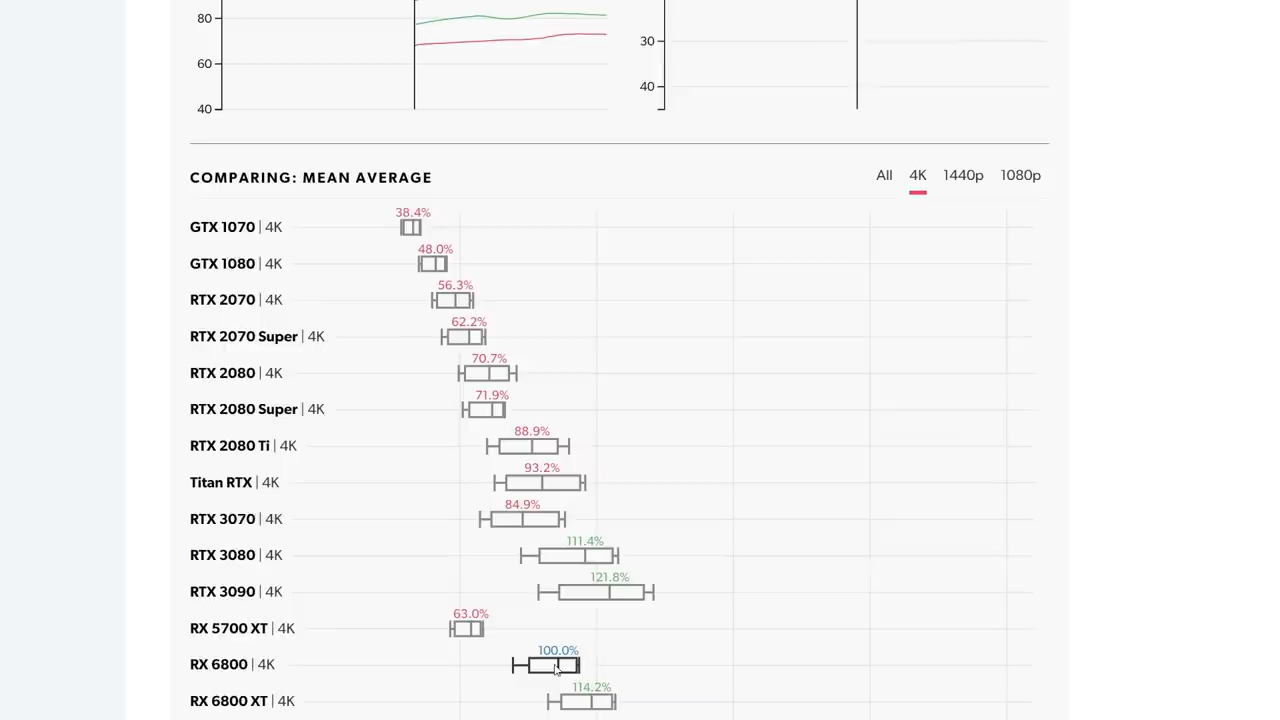 80
30
60
40
40
COMPARING: MEAN AVERAGE
All 4K 1440p 1080p
38.4%
GTX 1070 | 4K
48.0%
GTX 1080 | 4K
56.3%
RTX 2070 | 4K
62.2%
RTX 2070 Super | 4K
70.7%
RTX 2080 | 4K
71.9%
RTX 2080 Super | 4K
88.9%
RTX 2080 Ti | 4K
93.2%
Titan RTX | 4K
84.9%
RTX 3070 | 4K
111.4%
RTX 3080 | 4K
121.8%
RTX 3090 | 4K
63.0%
RX 5700 XT | 4K
100.0%
RX 6800 | 4K
114.2%
RX 6800 XT | 4K